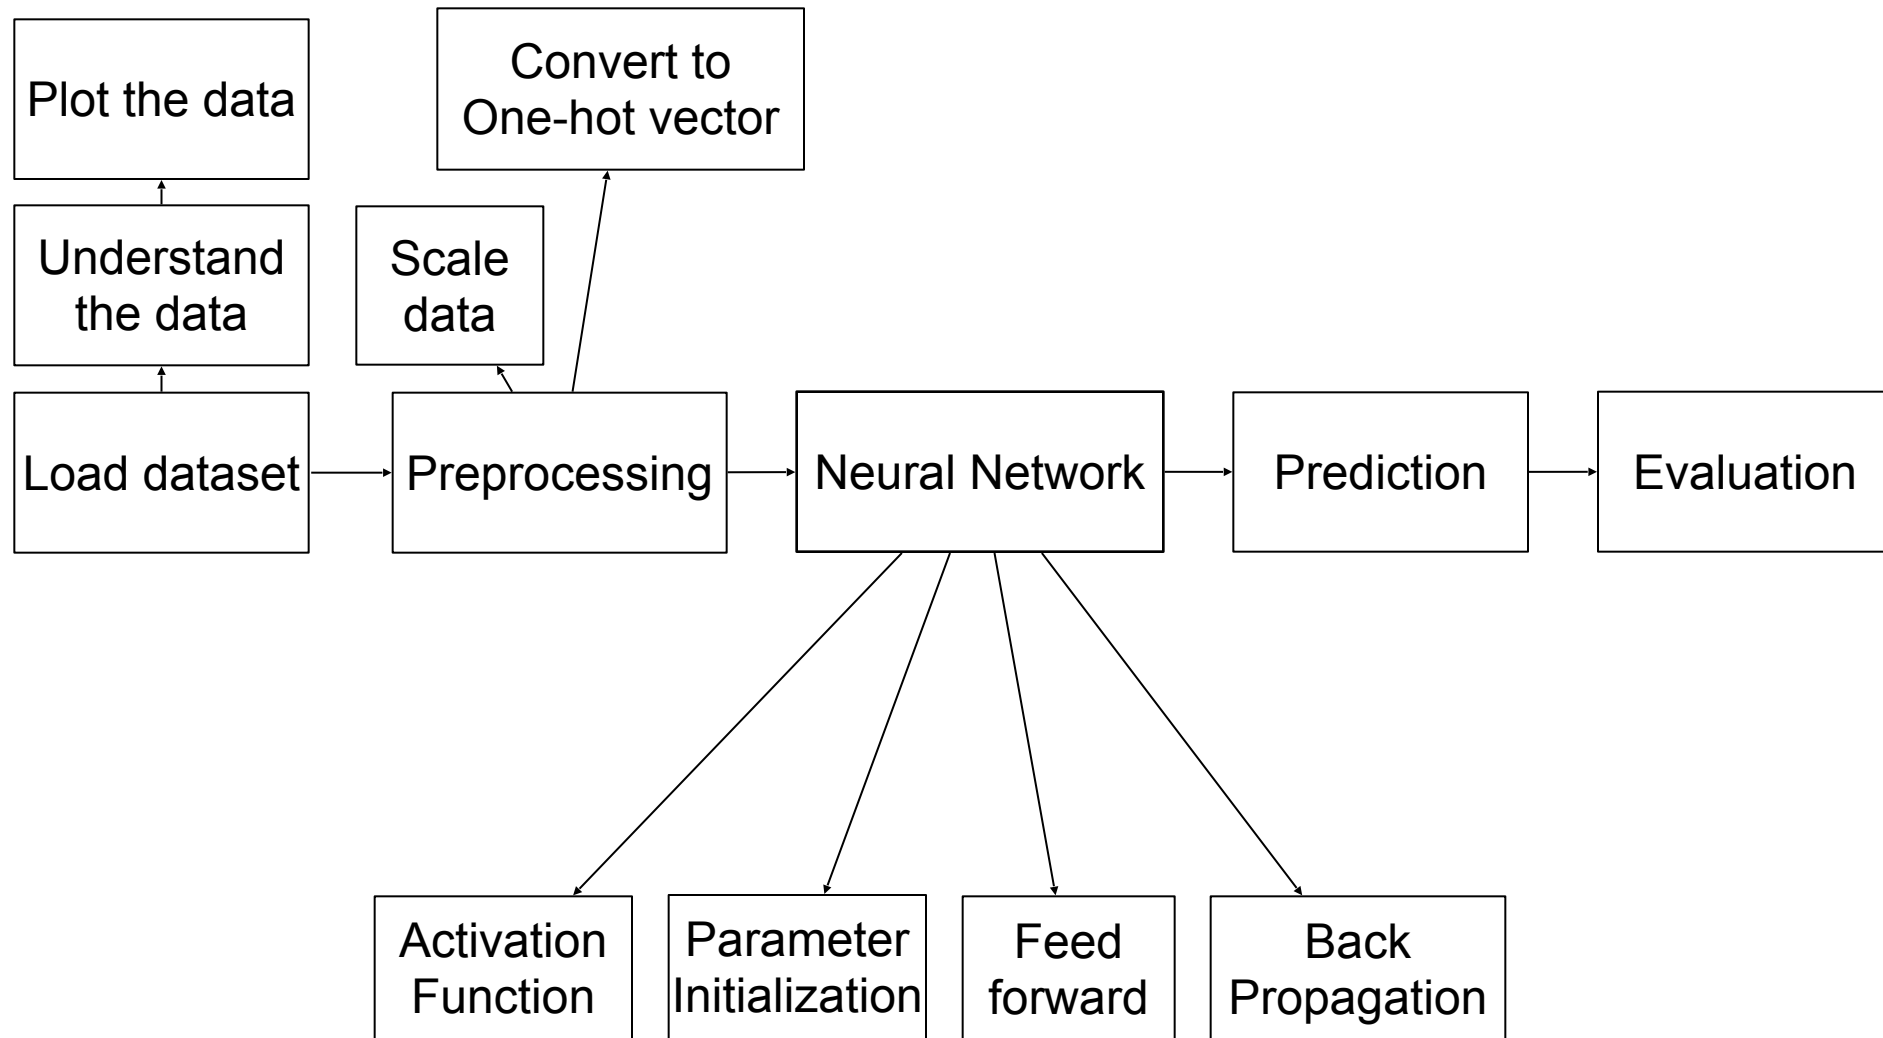 Plot the data
Convert to
One-hot vector
Understand
the data
Scale
data
Load dataset
Preprocessing
Neural Network
Prediction
Evaluation
Activation
Function
Parameter
Initialization
Feed
forward
Back
Propagation